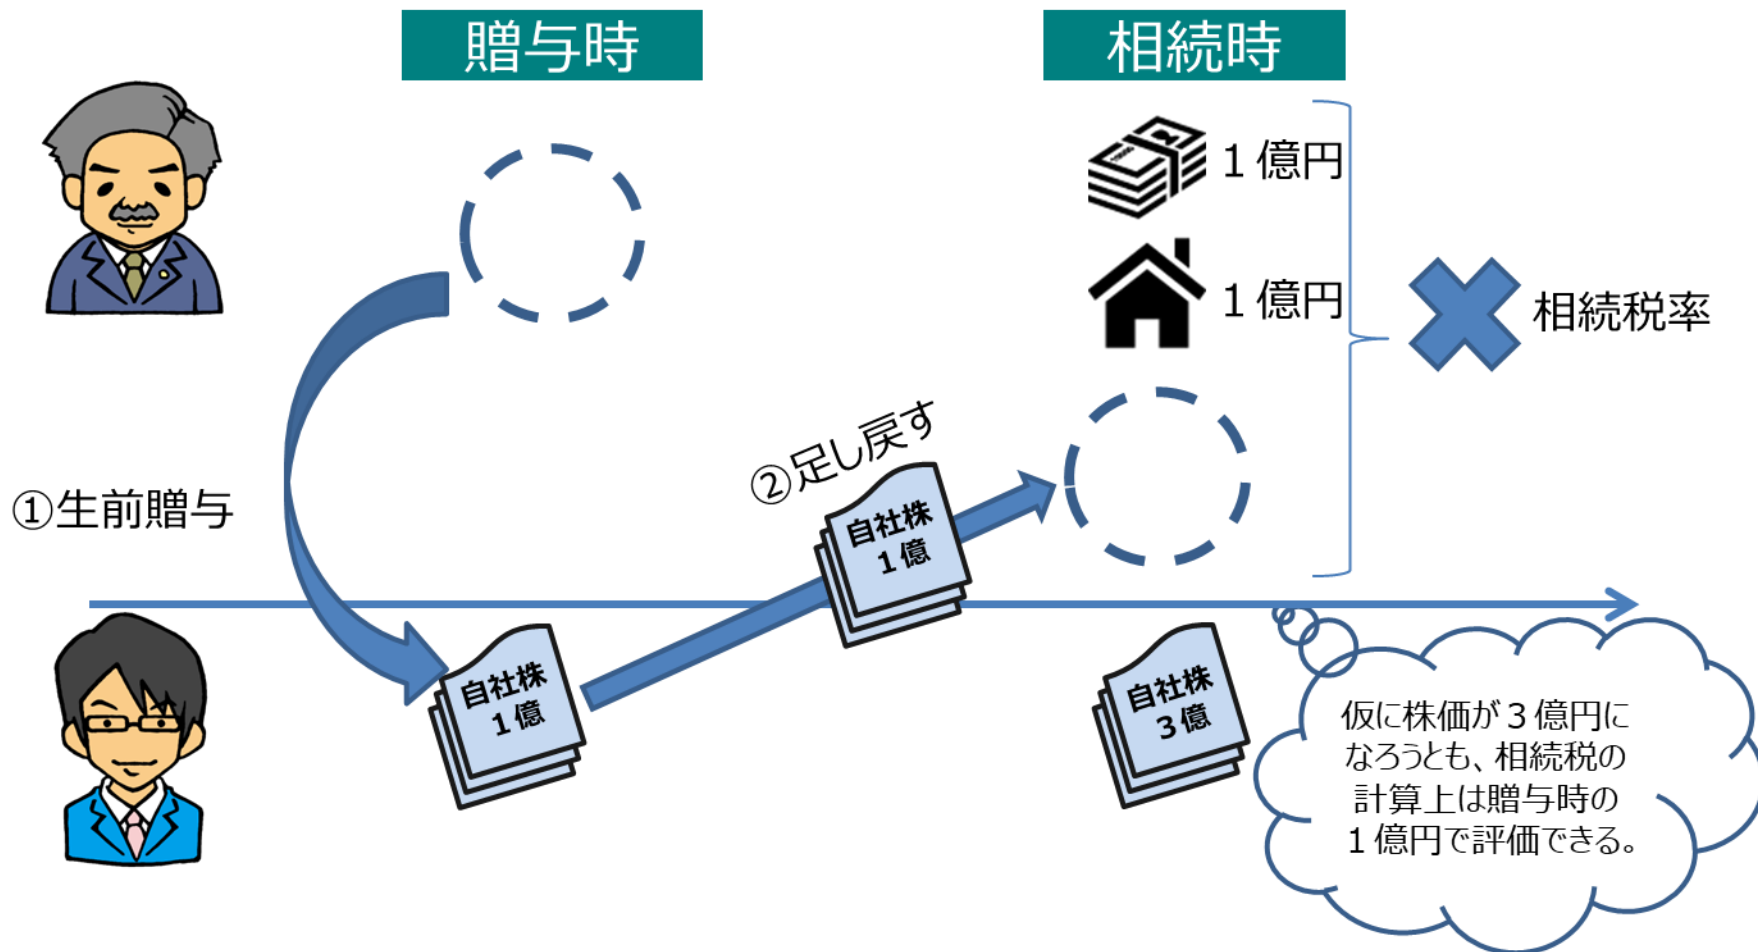 贈与時
相続時
１億円
１億円
相続税率
②足し戻す
①生前贈与
自社株
１億
自社株
１億
自社株
３億
仮に株価が３億円に
なろうとも、相続税の
計算上は贈与時の
１億円で評価できる。